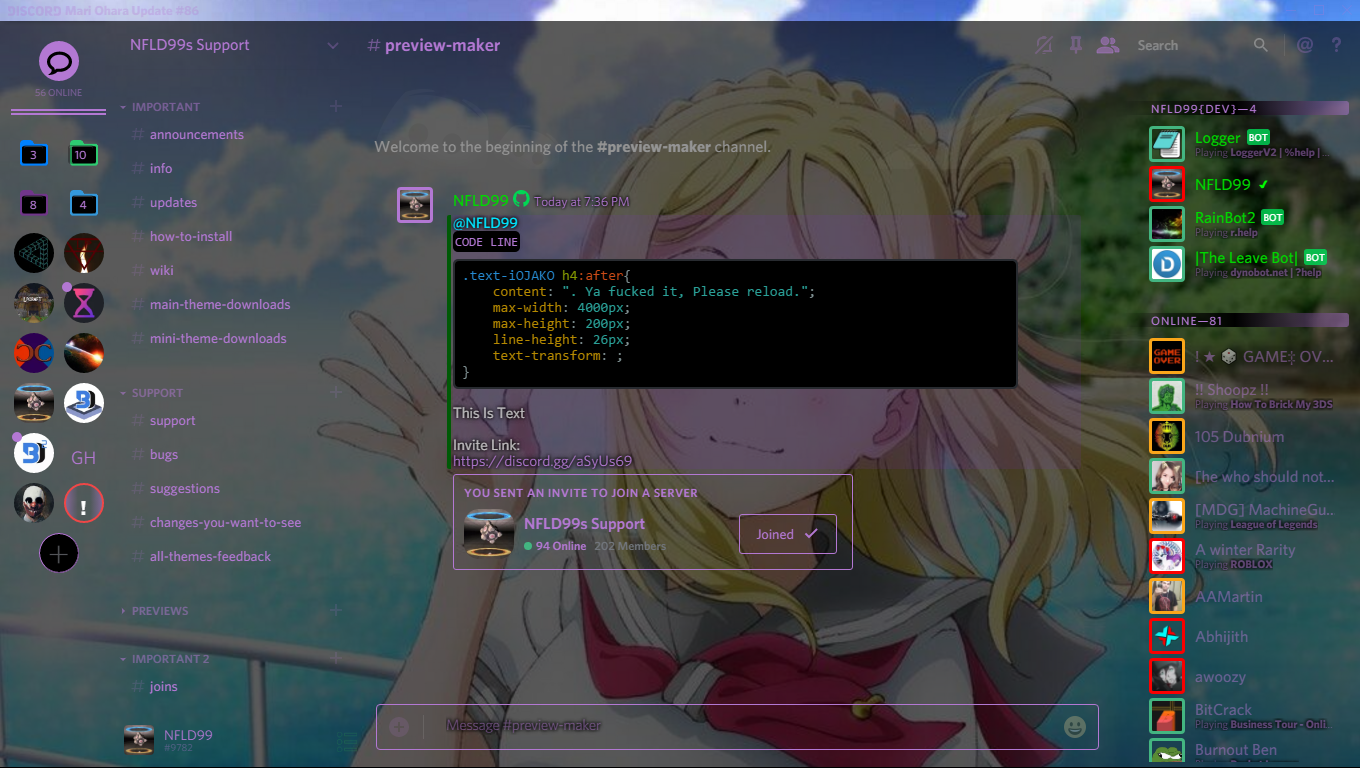 DISCORD Mari Ohara Update #86
NFLD99s Support
# preview-maker
Search
@ ?
56 ONLINE
3
10
8
4
GH
IMPORTANT
# announcements
# info
# updates
# how-to-install
# wiki
# main-theme-downloads
# mini-theme-downloads
SUPPORT
# support
# bugs
# suggestions
# changes-you-want-to-see
# all-themes-feedback
PREVIEWS
IMPORTANT 2
# joins
NFLD99
#9782
Welcome to the beginning of the #preview-maker channel.
NFLD99 Today at 7:36 PM
@NFLD99
CODE LINE
.text-iOJAKO h4:after{
content: ". Ya fucked it, Please reload.";
max-width: 4000px;
max-height: 200px;
line-height: 26px;
text-transform: ;
}
This Is Text
Invite Link:
https://discord.gg/aSyUs69
YOU SENT AN INVITE TO JOIN A SERVER
NFLD99s Support
94 Online 202 Members
Joined
Message #preview-maker
NFLD99{DEV}—4
Logger BOT
Playing LoggerV2 | %help | ...
NFLD99 ✔
RainBot2 BOT
Playing r.help
|The Leave Bot| BOT
Playing dynobot.net | ?help
ONLINE—81
GAME OVER
! ★ 🎲 GAME¦ OV...
!! Shoopz !!
Playing How To Brick My 3DS
105 Dubnium
[he who should not...
[MDG] MachineGu...
Playing League of Legends
A winter Rarity
Playing ROBLOX
AAMartin
Abhijith
awoozy
BitCrack
Playing Business Tour - Onli...
Burnout Ben